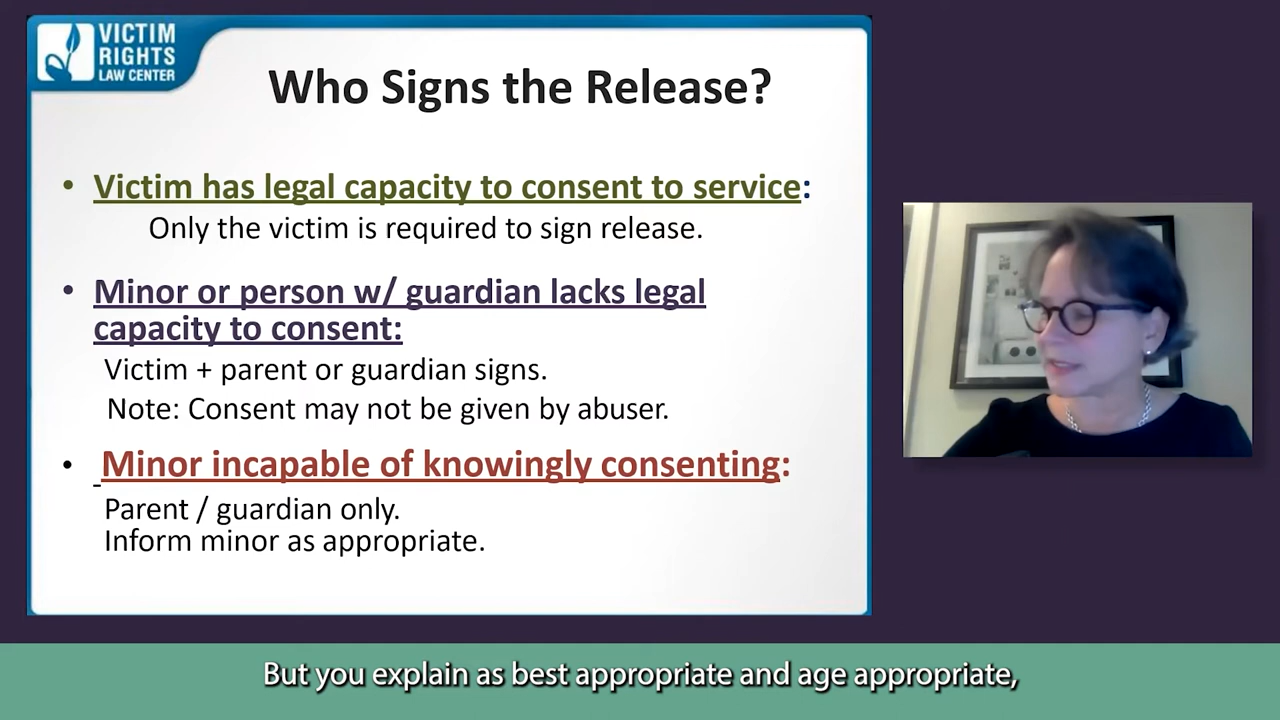 VICTIM
RIGHTS
LAW CENTER
Who Signs the Release?
• Victim has legal capacity to consent to service:
Only the victim is required to sign release.
• Minor or person w/ guardian lacks legal
capacity to consent:
Victim + parent or guardian signs.
Note: Consent may not be given by abuser.
• Minor incapable of knowingly consenting:
Parent / guardian only.
Inform minor as appropriate.
But you explain as best appropriate and age appropriate,